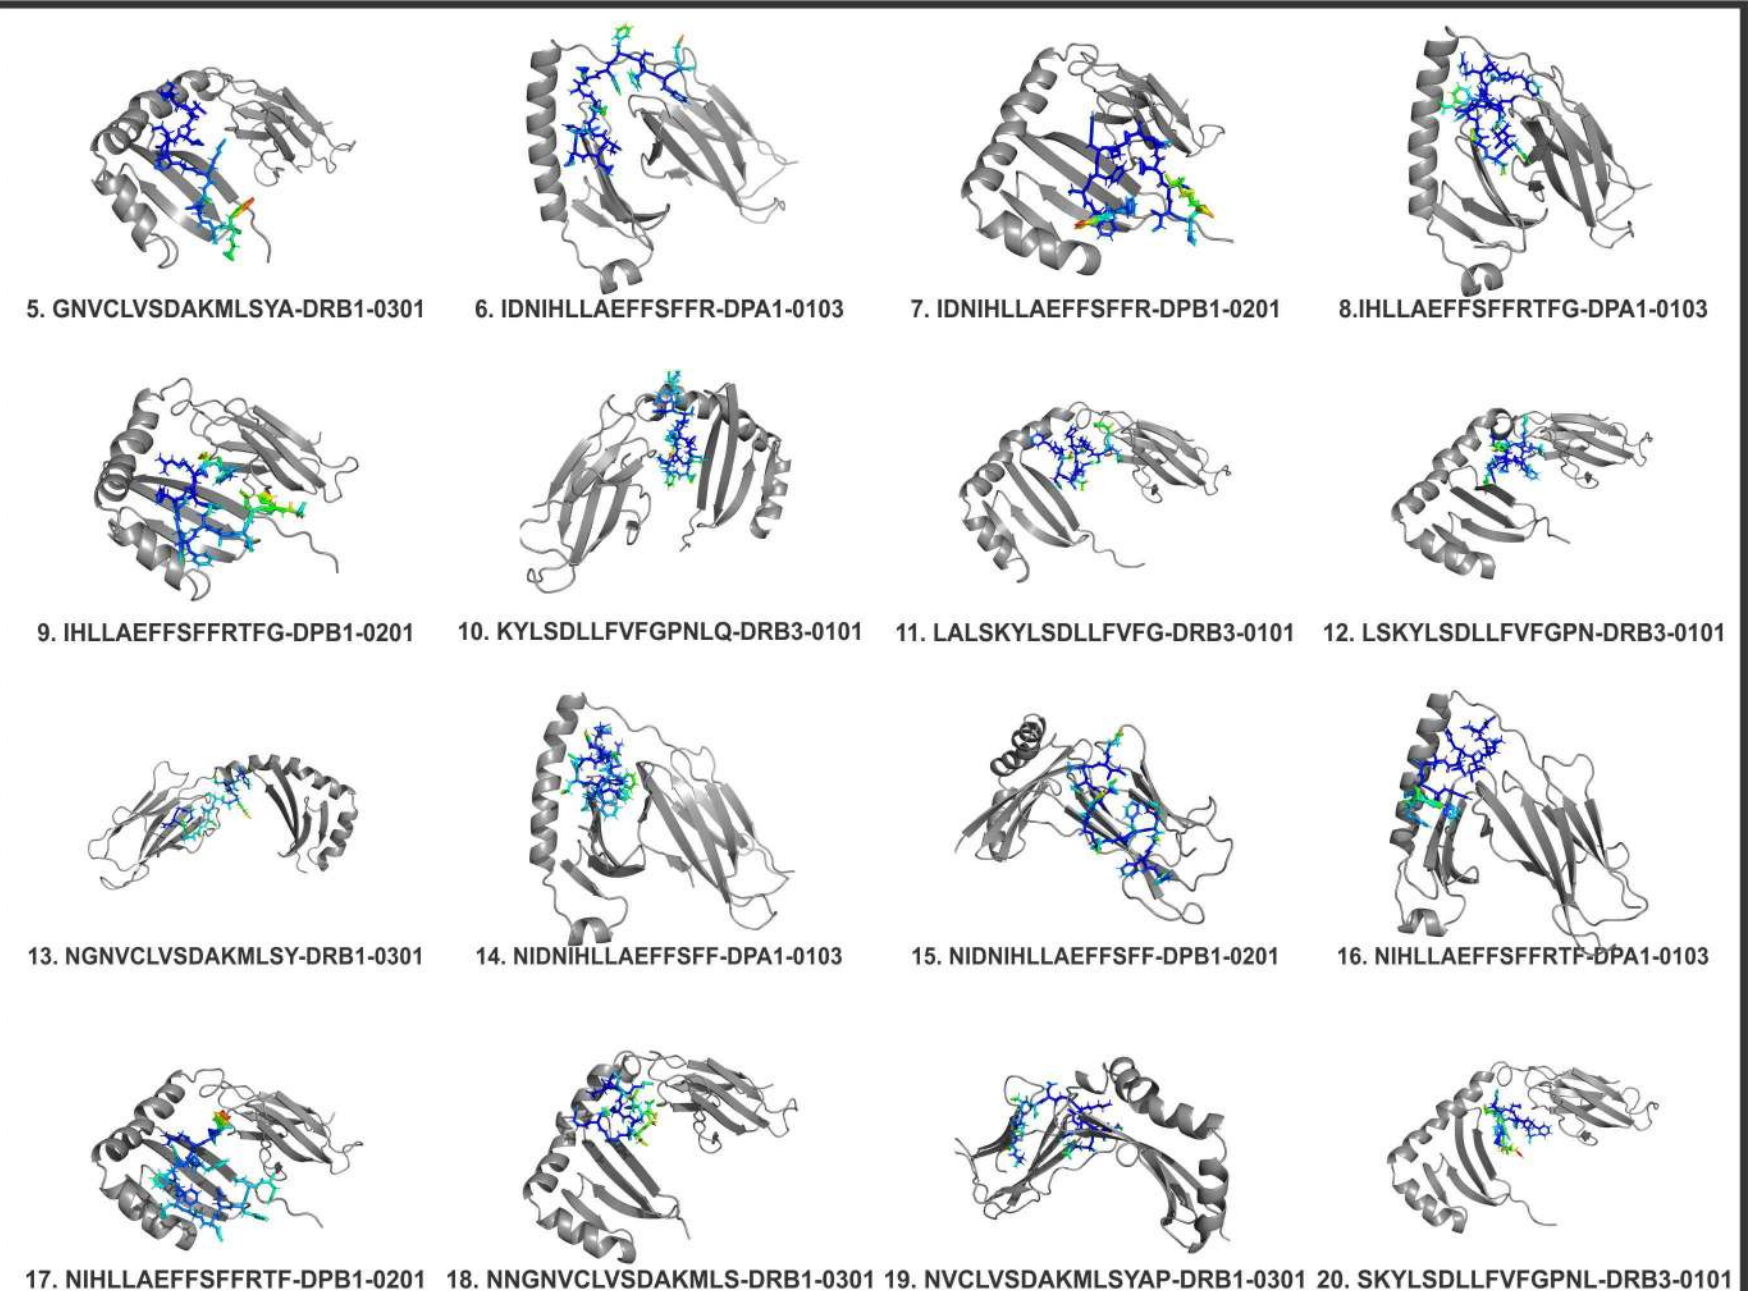 5. GNVCLVSDAKMLSYA-DRB1-0301
6. IDNIHLLAEFFSFFR-DPA1-0103
7. IDNIHLLAEFFSFFR-DPB1-0201
8.IHLLAEFFSFFRTFG-DPA1-0103
9. IHLLAEFFSFFRTFG-DPB1-0201
10. KYLSDLLFVFGPNLQ-DRB3-0101
11. LALSKYLSDLLFVFG-DRB3-0101
12. LSKYLSDLLFVFGPN-DRB3-0101
13. NGNVCLVSDAKMLSY-DRB1-0301
14. NIDNIHLLAEFFSFF-DPA1-0103
15. NIDNIHLLAEFFSFF-DPB1-0201
16. NIHLLAEFFSFFRTF-DPA1-0103
17. NIHLLAEFFSFFRTF-DPB1-0201
18. NNGNVCLVSDAKMLS-DRB1-0301
19. NVCLVSDAKMLSYAP-DRB1-0301
20. SKYLSDLLFVFGPNL-DRB3-0101